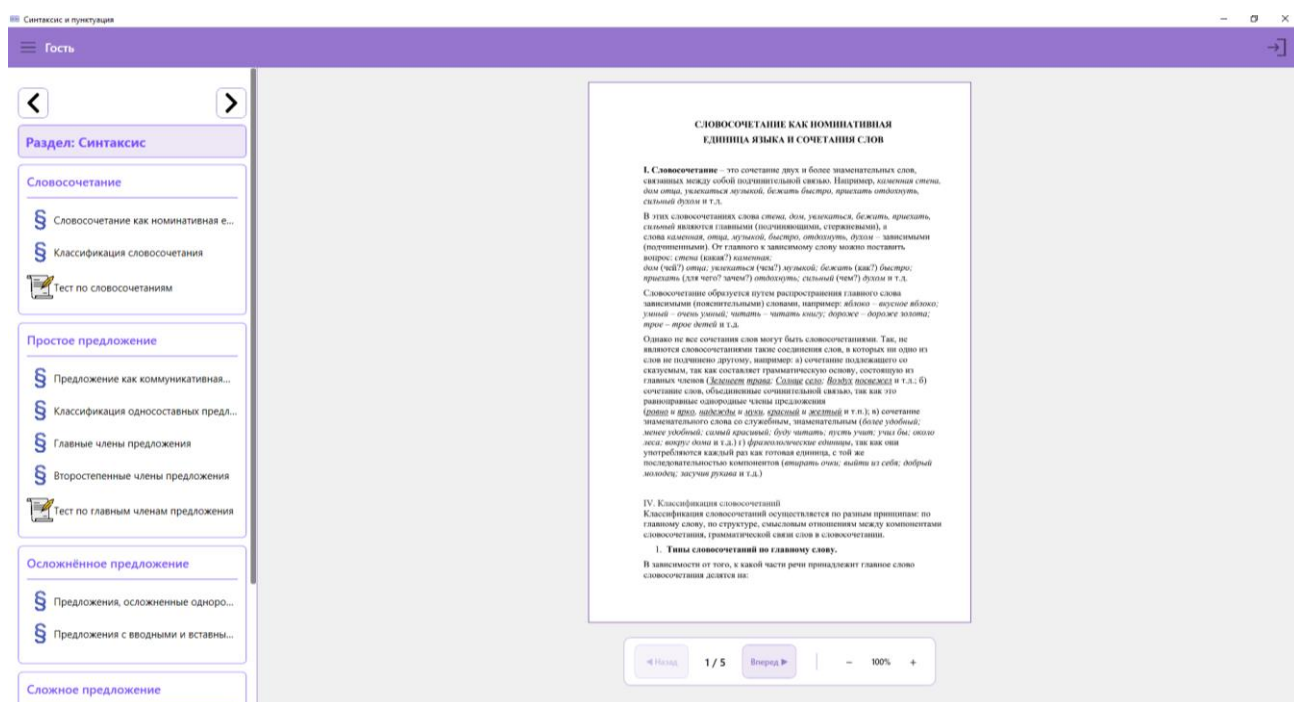 Синтаксис и пунктуация
Гость
Раздел: Синтаксис
Словосочетание
§ Словосочетание как номинативная е...
§ Классификация словосочетания
Тест по словосочетаниям
Простое предложение
§ Предложение как коммуникативная...
§ Классификация односоставных предл...
§ Главные члены предложения
§ Второстепенные члены предложения
Тест по главным членам предложения
Осложнённое предложение
§ Предложения, осложненные одноро...
§ Предложения с вводными и вставны...
Сложное предложение
СЛОВОСОЧЕТАНИЕ КАК НОМИНАТИВНАЯ
ЕДИНИЦА ЯЗЫКА И СОЧЕТАНИЯ СЛОВ
I. Словосочетание – это сочетание двух и более знаменательных слов,
связанных между собой подчинительной связью. Например, каменная стена,
дом отца, увлекаться музыкой, бежать быстро, приехать отдохнуть,
сильный духом и т.д.
В этих словосочетаниях слова стена, дом, увлекаться, бежать, приехать,
сильный являются главными (подчиняющими, стержневыми), а
слова каменная, отца, музыкой, быстро, отдохнуть, духом – зависимыми
(подчиненными). От главного к зависимому слову можно поставить
вопрос: стена (какая?) каменная;
дом (чей?) отца; увлекаться (чем?) музыкой; бежать (как?) быстро;
приехать (для чего? зачем?) отдохнуть; сильный (чем?) духом и т.д.
Словосочетание образуется путем распространения главного слова
зависимыми (пояснительными) словами, например: яблоко – вкусное яблоко;
умный – очень умный; читать – читать книгу; дороже – дороже золота;
трое – трое детей и т.д.
Однако не все сочетания слов могут быть словосочетаниями. Так, не
являются словосочетаниями такие соединения слов, в которых ни одно из
слов не подчинено другому, например: а) сочетание подлежащего со
сказуемым, так как составляет грамматическую основу, состоящую из
главных членов (Зеленеет трава; Солнце село; Воздух посвежел и т.д.; б)
сочетание слов, объединенные сочинительной связью, так как это
равноправные однородные члены предложения
(ровно и ярко, надежды и муки, красный и желтый и т.п.); в) сочетание
знаменательного слова со служебным, знаменательным (более удобный;
менее удобный; самый красивый; буду читать; пусть учит; учил бы; около
леса; вокруг дома и т.д.) г) фразеологические единицы, так как они
употребляются каждый раз как готовая единица, с той же
последовательностью компонентов (втирать очки; выйти из себя; добрый
молодец; засучив рукава и т.д.)
IV. Классификация словосочетаний
Классификация словосочетаний осуществляется по разным принципам: по
главному слову, по структуре, смысловым отношениям между компонентами
словосочетания, грамматической связи слов в словосочетании.
1. Типы словосочетаний по главному слову.
В зависимости от того, к какой части речи принадлежит главное слово
словосочетания делятся на:
Назад 1 / 5 Вперед – 100% +